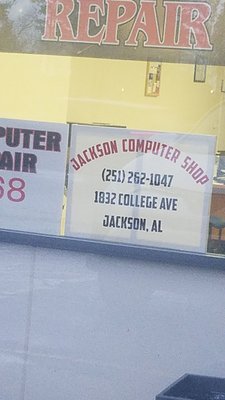 REPAIR
PUTER
AIR
68
JACKSON COMPUTER SHOP
(251) 262-1047
1832 COLLEGE AVE
JACKSON, AL